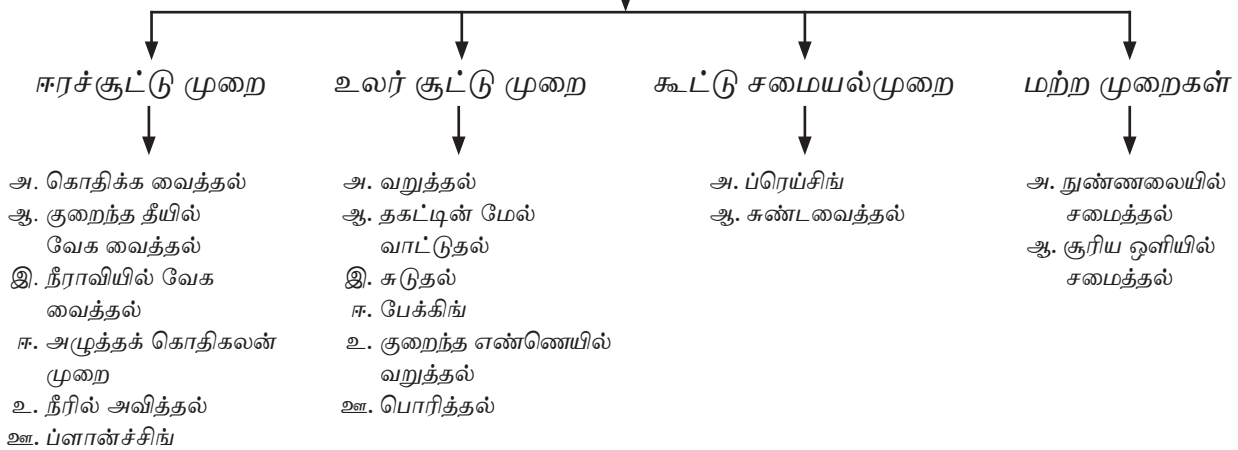 ஈரச்சூட்டு முறை
அ. கொதிக்க வைத்தல்
ஆ. குறைந்த தீயில்
வேக வைத்தல்
இ. நீராவியில் வேக
வைத்தல்
ஈ. அழுத்தக் கொதிகலன்
முறை
உ. நீரில் அவித்தல்
ஊ. ப்ளான்ச்சிங்
உலர் சூட்டு முறை
அ. வறுத்தல்
ஆ. தகட்டின் மேல்
வாட்டுதல்
இ. சுடுதல்
ஈ. பேக்கிங்
உ. குறைந்த எண்ணெயில்
வறுத்தல்
ஊ. பொரித்தல்
கூட்டு சமையல்முறை
அ. ப்ரெய்சிங்
ஆ. சுண்டவைத்தல்
மற்ற முறைகள்
அ. நுண்ணலையில்
சமைத்தல்
ஆ. சூரிய ஒளியில்
சமைத்தல்